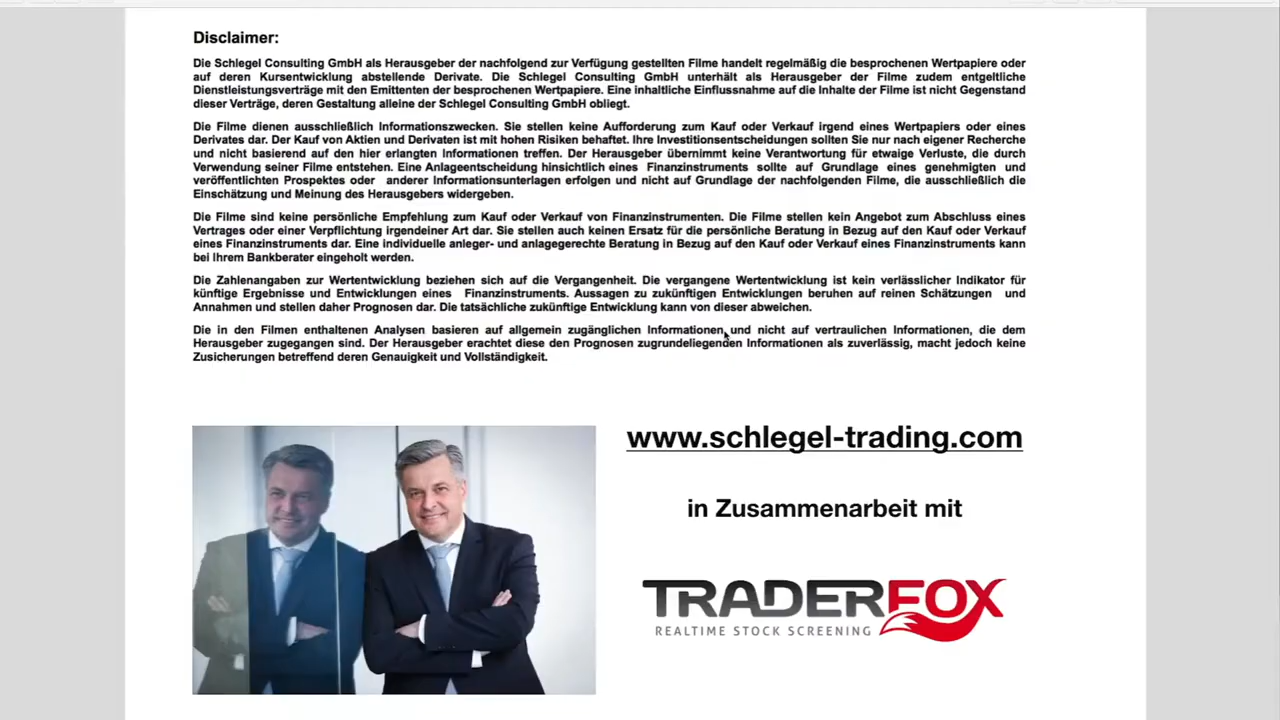 Disclaimer:
Die Schlegel Consulting GmbH als Herausgeber der nachfolgend zur Verfügung gestellten Filme handelt regelmäßig die besprochenen Wertpapiere oder
auf deren Kursentwicklung abstellende Derivate. Die Schlegel Consulting GmbH unterhält als Herausgeber der Filme zudem entgeltliche
Dienstleistungsverträge mit den Emittenten der besprochenen Wertpapiere. Eine inhaltliche Einflussnahme auf die Inhalte der Filme ist nicht Gegenstand
dieser Verträge, deren Gestaltung alleine der Schlegel Consulting GmbH obliegt.
Die Filme dienen ausschließlich Informationszwecken. Sie stellen keine Aufforderung zum Kauf oder Verkauf irgend eines Wertpapiers oder eines
Derivates dar. Der Kauf von Aktien und Derivaten ist mit hohen Risiken behaftet. Ihre Investitionsentscheidungen sollten Sie nur nach eigener Recherche
und nicht basierend auf den hier erlangten Informationen treffen. Der Herausgeber übernimmt keine Verantwortung für etwaige Verluste, die durch
Verwendung seiner Filme entstehen. Eine Anlageentscheidung hinsichtlich eines Finanzinstruments sollte auf Grundlage eines genehmigten und
veröffentlichten Prospektes oder anderer Informationsunterlagen erfolgen und nicht auf Grundlage der nachfolgenden Filme, die ausschließlich die
Einschätzung und Meinung des Herausgebers widergeben.
Die Filme sind keine persönliche Empfehlung zum Kauf oder Verkauf von Finanzinstrumenten. Die Filme stellen kein Angebot zum Abschluss eines
Vertrages oder einer Verpflichtung irgendeiner Art dar. Sie stellen auch keinen Ersatz für die persönliche Beratung in Bezug auf den Kauf oder Verkauf
eines Finanzinstruments dar. Eine individuelle anleger- und anlagegerechte Beratung in Bezug auf den Kauf oder Verkauf eines Finanzinstruments kann
bei Ihrem Bankberater eingeholt werden.
Die Zahlenangaben zur Wertentwicklung beziehen sich auf die Vergangenheit. Die vergangene Wertentwicklung ist kein verlässlicher Indikator für
künftige Ergebnisse und Entwicklungen eines Finanzinstruments. Aussagen zu zukünftigen Entwicklungen beruhen auf reinen Schätzungen und
Annahmen und stellen daher Prognosen dar. Die tatsächliche zukünftige Entwicklung kann von dieser abweichen.
Die in den Filmen enthaltenen Analysen basieren auf allgemein zugänglichen Informationen und nicht auf vertraulichen Informationen, die dem
Herausgeber zugegangen sind. Der Herausgeber erachtet diese den Prognosen zugrundeliegenden Informationen als zuverlässig, macht jedoch keine
Zusicherungen betreffend deren Genauigkeit und Vollständigkeit.
www.schlegel-trading.com
in Zusammenarbeit mit
TRADERFOX
REALTIME STOCK SCREENING